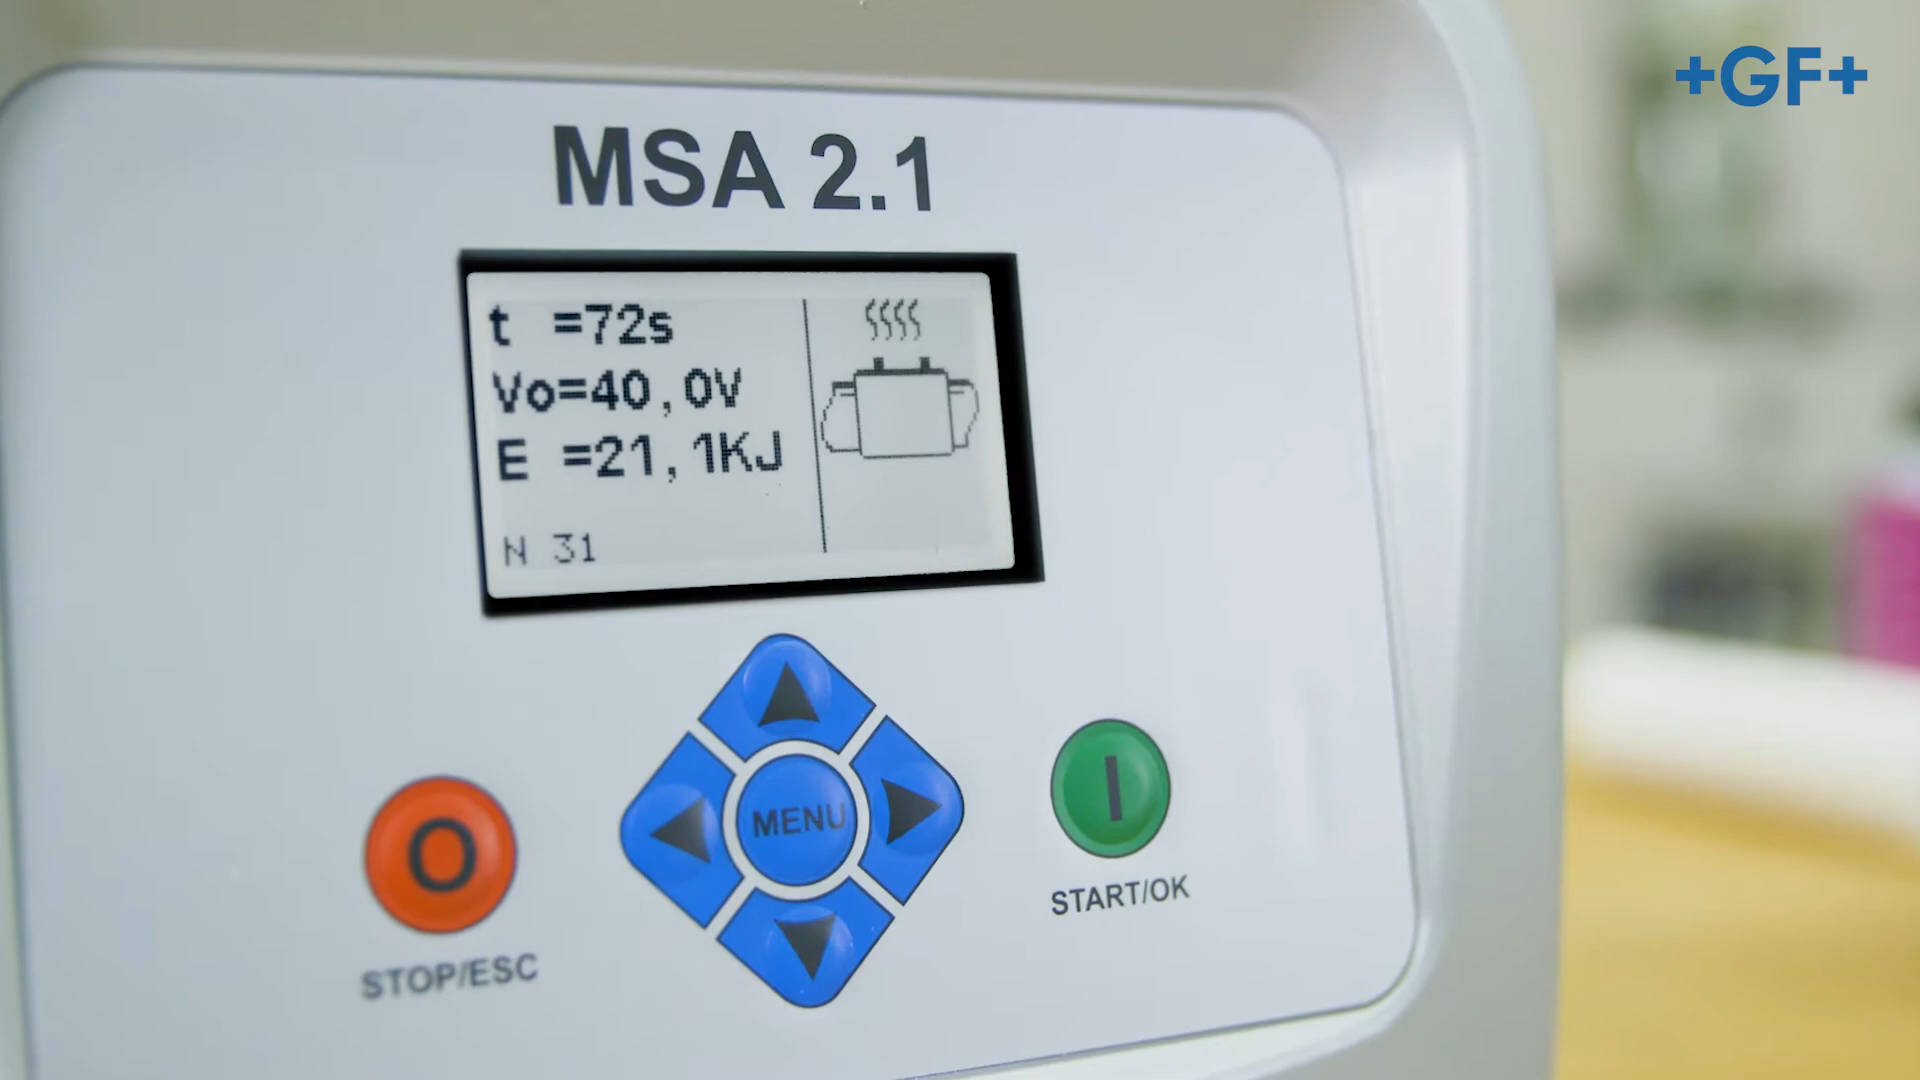 +GF+
MSA 2.1
t =72s
Vo=40,0V
E =21,1KJ
N 31
MENU
O
I
START/OK
STOP/ESC